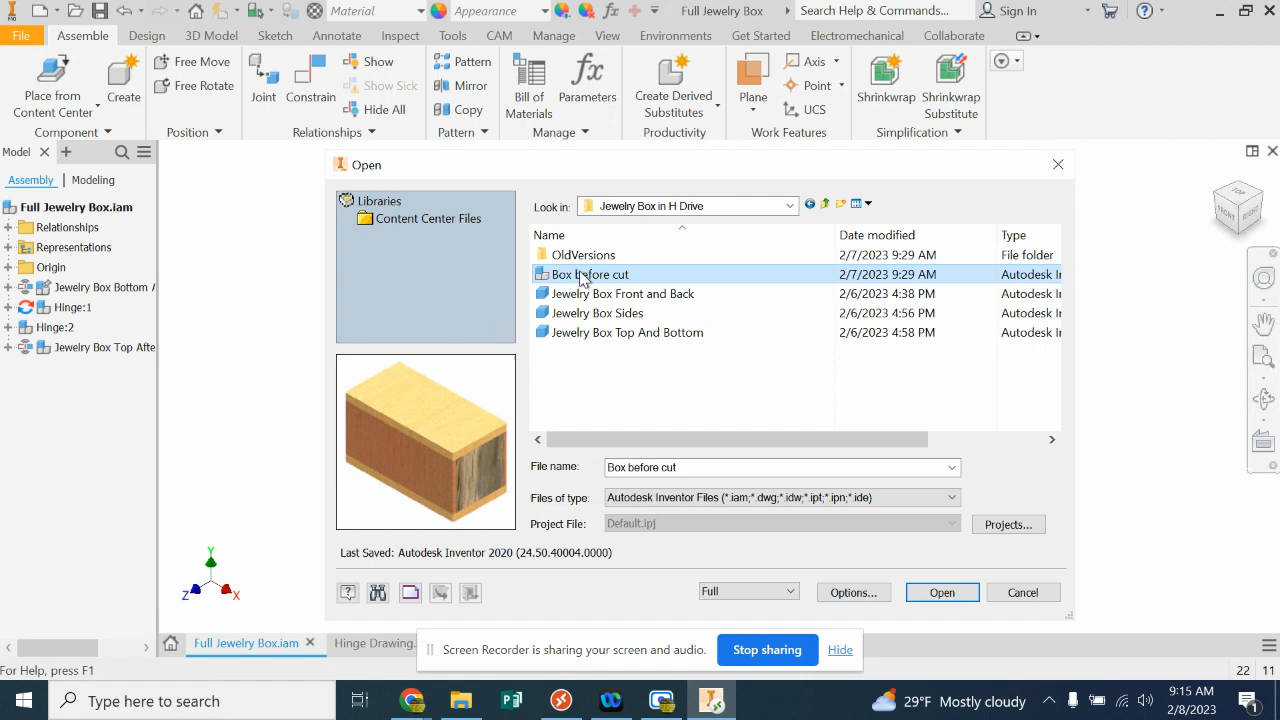 Material
Appearance
Full Jewelry Box
Search Help & Commands...
Sign In
File
Assemble
Design
3D Model
Sketch
Annotate
Inspect
Tools
CAM
Manage
View
Environments
Get Started
Electromechanical
Collaborate
Place from
Content Center
Create
Free Move
Free Rotate
Joint
Constrain
Show
Show Sick
Hide All
Pattern
Mirror
Copy
Bill of
Materials
Parameters
Create Derived
Substitutes
Plane
Axis
Point
UCS
Shrinkwrap
Shrinkwrap
Substitute
Component
Position
Relationships
Pattern
Manage
Productivity
Work Features
Simplification
Model
Assembly
Modeling
Full Jewelry Box.iam
Relationships
Representations
Origin
Jewelry Box Bottom A
Hinge:1
Hinge:2
Jewelry Box Top Afte
Open
Libraries
Content Center Files
Look in:
Jewelry Box in H Drive
Name
Date modified
Type
OldVersions
2/7/2023 9:29 AM
File folder
Box before cut
2/7/2023 9:29 AM
Autodesk In
Jewelry Box Front and Back
2/6/2023 4:38 PM
Autodesk In
Jewelry Box Sides
2/6/2023 4:56 PM
Autodesk In
Jewelry Box Top And Bottom
2/6/2023 4:58 PM
Autodesk In
File name:
Box before cut
Files of type:
Autodesk Inventor Files (*.iam;*.dwg;*.idw;*.ipt;*.ipn;*.ide)
Project File:
Default.ipj
Projects...
Last Saved: Autodesk Inventor 2020 (24.50.40004.0000)
Full
Options...
Open
Cancel
TOP
FRONT
RIGHT
Y
Z
X
Full Jewelry Box.iam
Hinge Drawing.
Screen Recorder is sharing your screen and audio.
Stop sharing
Hide
For Help, press F1
22
11
Type here to search
29°F Mostly cloudy
9:15 AM
2/8/2023
1